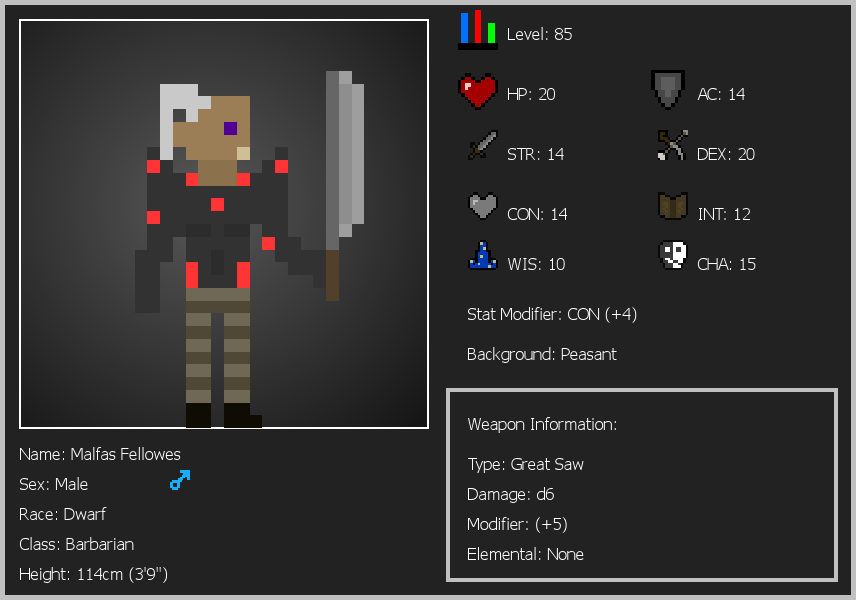 Level: 85
HP: 20
AC: 14
STR: 14
DEX: 20
CON: 14
INT: 12
WIS: 10
CHA: 15
Stat Modifier: CON (+4)
Background: Peasant
Weapon Information:
Type: Great Saw
Damage: d6
Modifier: (+5)
Elemental: None
Name: Malfas Fellowes
Sex: Male
Race: Dwarf
Class: Barbarian
Height: 114cm (3'9")